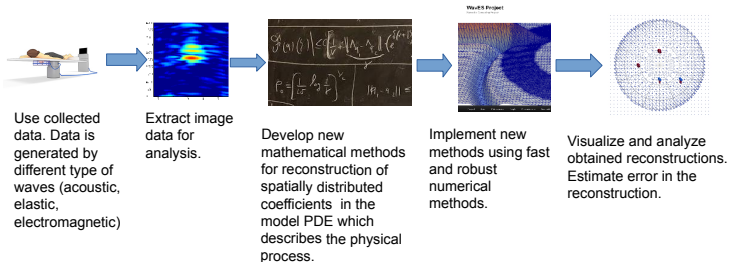 WavES Project
Use collected
data. Data is
generated by
different type of
waves (acoustic,
elastic,
electromagnetic)
Extract image
data for
analysis.
Develop new
mathematical methods
for reconstruction of
spatially distributed
coefficients in the
model PDE which
describes the physical
process.
Implement new
methods using fast
and robust
numerical
methods.
Visualize and analyze
obtained reconstructions.
Estimate error in the
reconstruction.